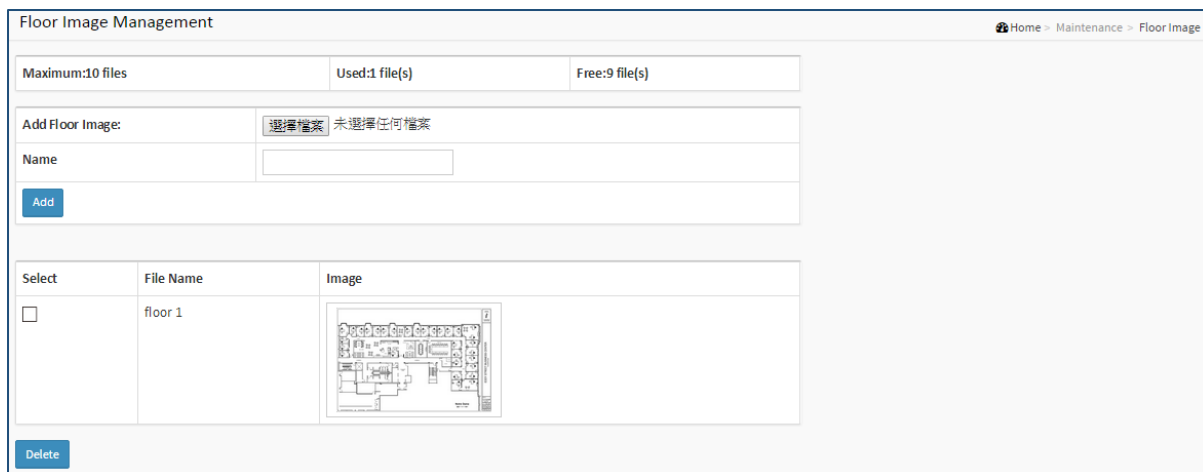 Floor Image Management
Home > Maintenance > Floor Image
Maximum:10 files Used:1 file(s) Free:9 file(s)
Add Floor Image: 選擇檔案 未選擇任何檔案
Name
Add
Select File Name Image
floor 1
Delete